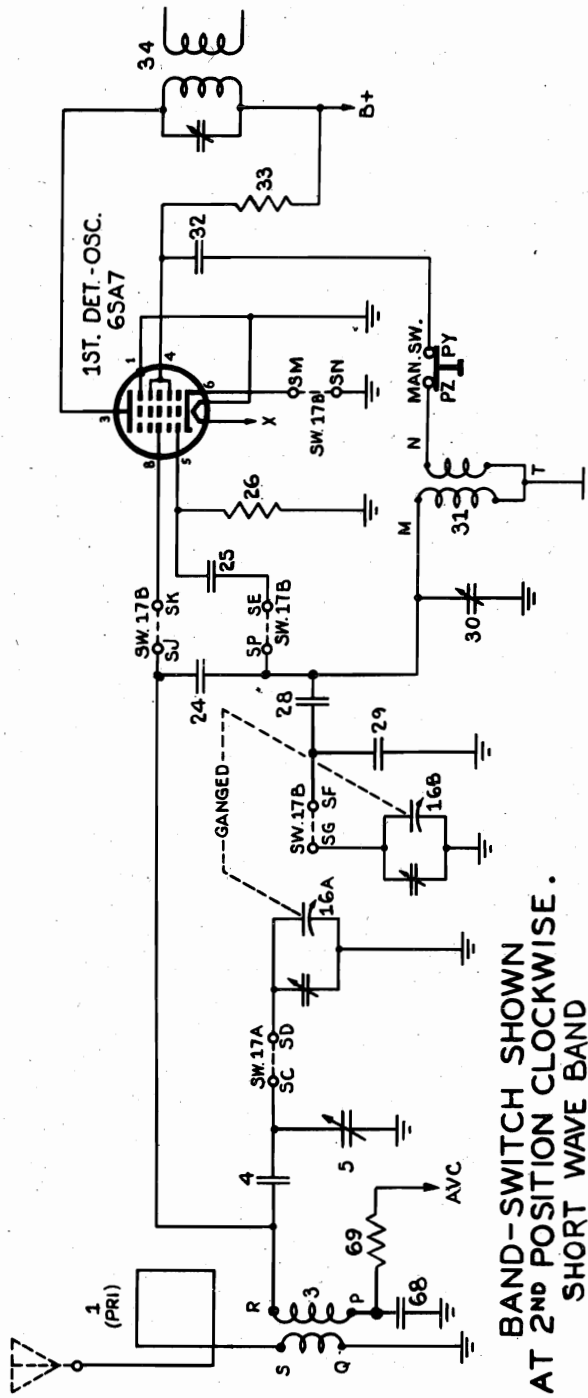 1
(PRI)
S
Q
R
3
P
68
69
AVC
4
5
SW.17A
SC
SD
16A
GANGED
SW.17B
SG
SF
16B
28
29
24
SW.17B
SJ
SK
SP
SE
SW.17B
25
26
30
M
31
T
N
MAN.SW.
PZ
PY
1ST. DET.-OSC.
6SA7
3
8
5
1
4
6
X
SM
SW.17B
SN
32
33
34
B+
BAND-SWITCH SHOWN
AT 2ND POSITION CLOCKWISE.
SHORT WAVE BAND